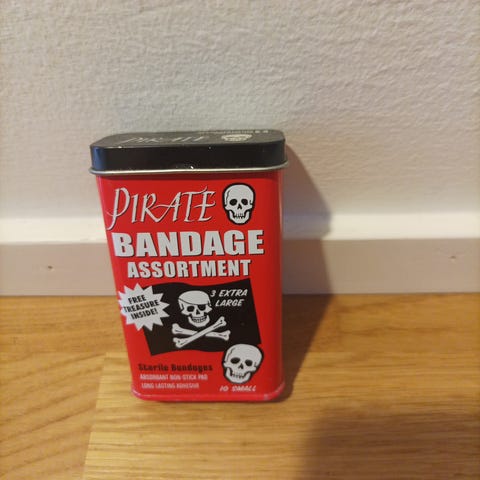 PIRATE
PIRATE
BANDAGE
ASSORTMENT
FREE
TREASURE
INSIDE!
3 EXTRA
LARGE
Sterile Bandages
ABSORBANT NON-STICK PAD
LONG LASTING ADHESIVE
10 SMALL